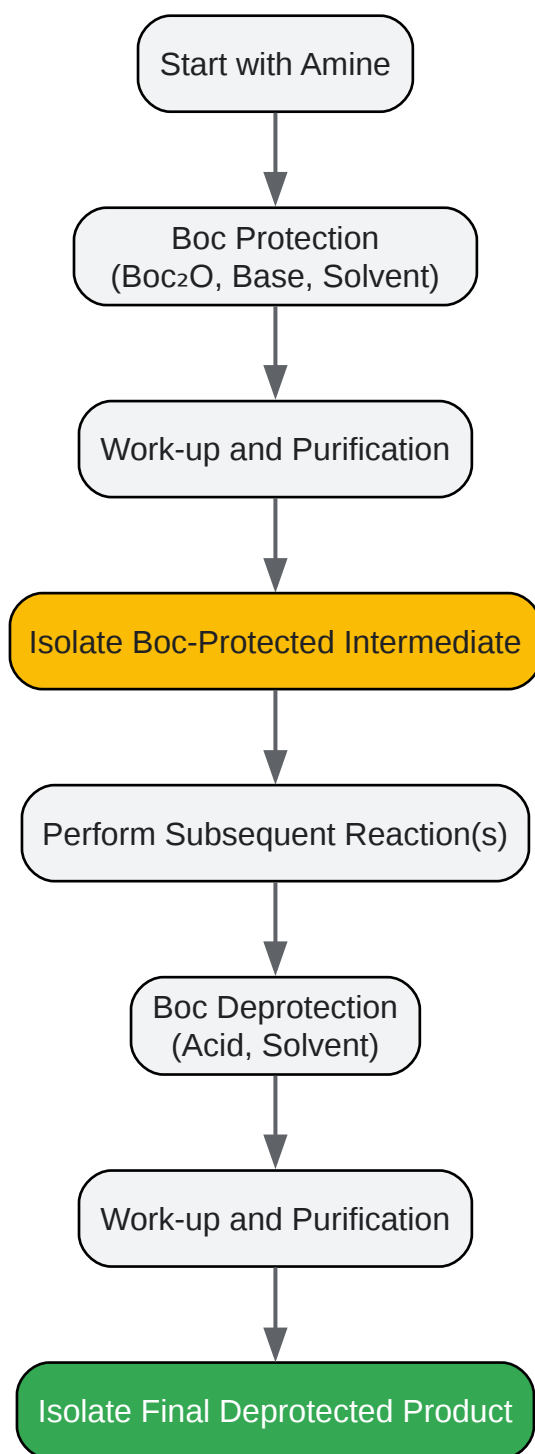 Start with Amine
Boc Protection
(Boc₂O, Base, Solvent)
Work-up and Purification
Isolate Boc-Protected Intermediate
Perform Subsequent Reaction(s)
Boc Deprotection
(Acid, Solvent)
Work-up and Purification
Isolate Final Deprotected Product